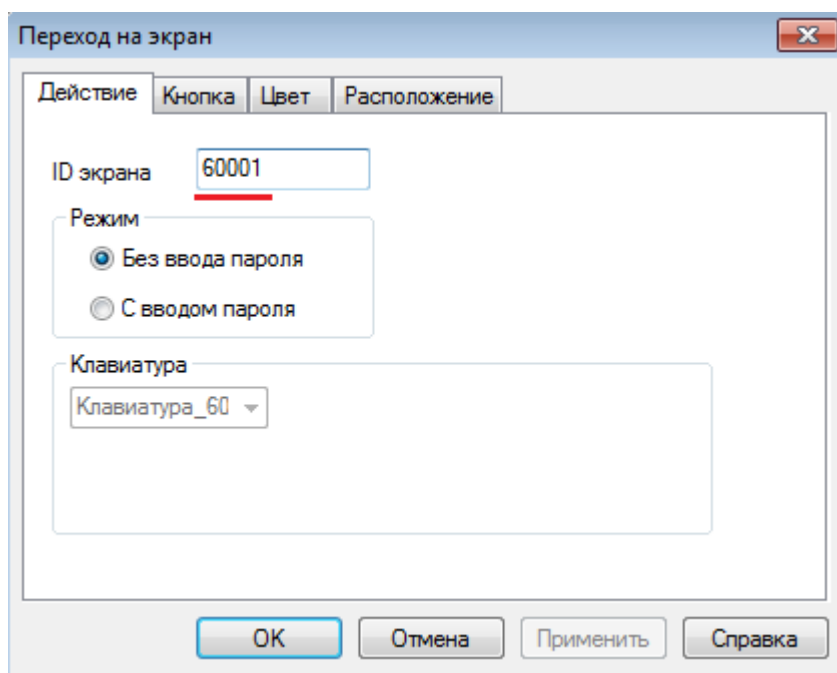 Переход на экран
Действие Кнопка Цвет Расположение
ID экрана 60001
Режим
Без ввода пароля
С вводом пароля
Клавиатура
Клавиатура_60
OK Отмена Применить Справка